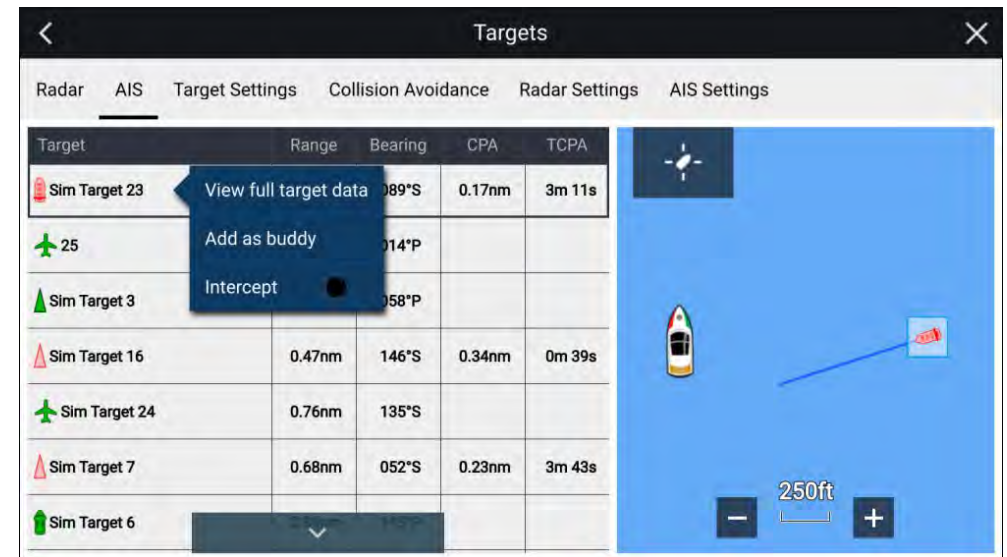 Targets
Radar AIS Target Settings Collision Avoidance Radar Settings AIS Settings
Target Range Bearing CPA TCPA
Sim Target 23 089°S 0.17nm 3m 11s
View full target data
Add as buddy
Intercept
25 014°P
Sim Target 3 058°P
Sim Target 16 0.47nm 146°S 0.34nm 0m 39s
Sim Target 24 0.76nm 135°S
Sim Target 7 0.68nm 052°S 0.23nm 3m 43s
Sim Target 6
250ft